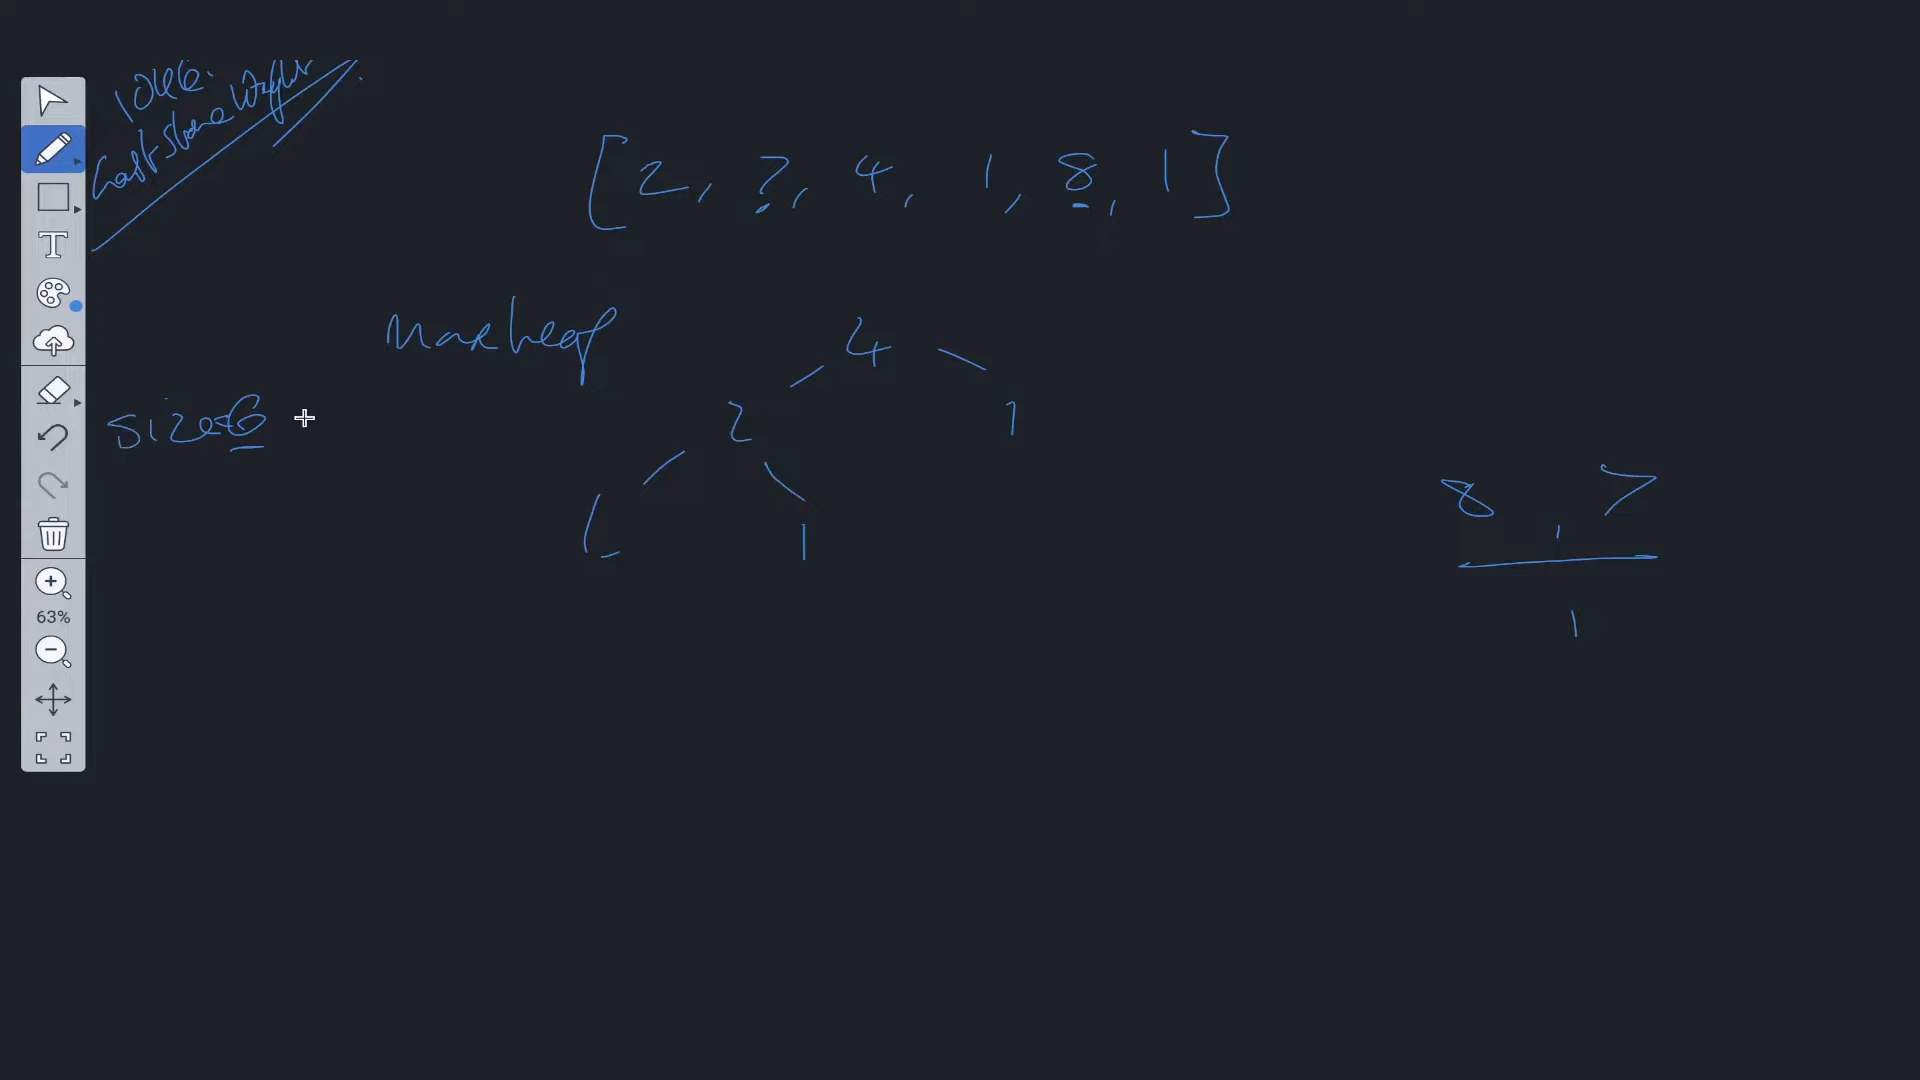 1046.
Last Stone Weight
[2, 7, 4, 1, 8, 1]
Maxheap
4
size=6
2 1
8, 7
1 1
1
63%